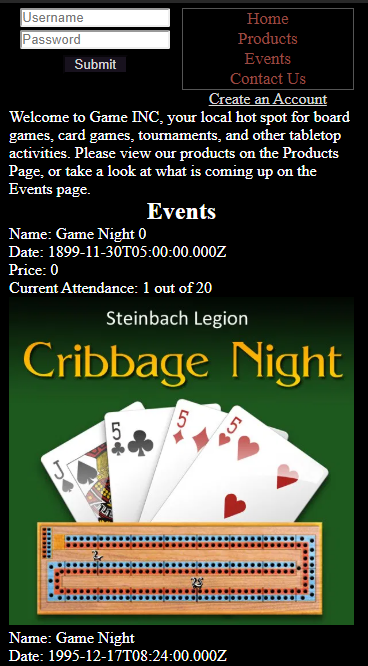 Username
Password
Submit
Home
Products
Events
Contact Us
Create an Account
Welcome to Game INC, your local hot spot for board
games, card games, tournaments, and other tabletop
activities. Please view our products on the Products
Page, or take a look at what is coming up on the
Events page.
Events
Name: Game Night 0
Date: 1899-11-30T05:00:00.000Z
Price: 0
Current Attendance: 1 out of 20
Steinbach Legion
Cribbage Night
J
5
5
5
Name: Game Night
Date: 1995-12-17T08:24:00.000Z